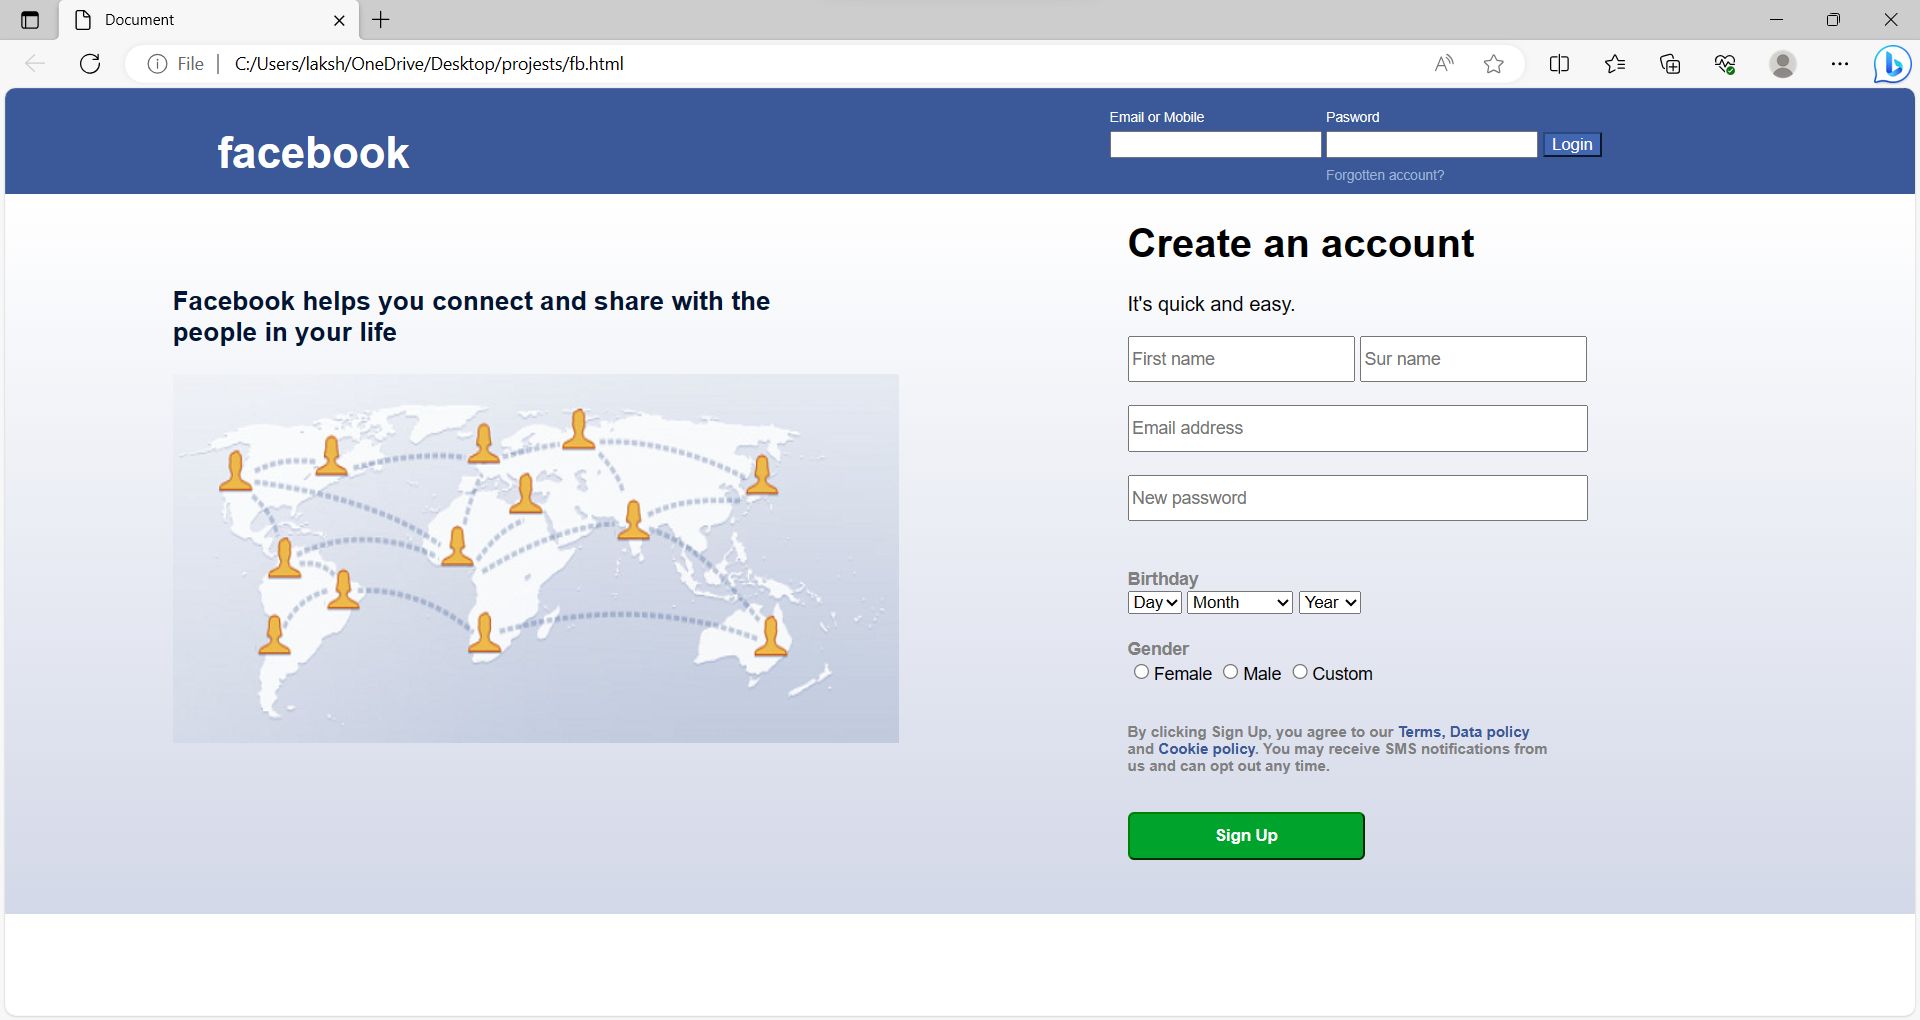 Document
File
C:/Users/laksh/OneDrive/Desktop/projests/fb.html
facebook
Email or Mobile
Pasword
Login
Forgotten account?
Create an account
Facebook helps you connect and share with the
people in your life
It's quick and easy.
First name
Sur name
Email address
New password
Birthday
Day Month Year
Gender
Female Male Custom
By clicking Sign Up, you agree to our Terms, Data policy
and Cookie policy. You may receive SMS notifications from
us and can opt out any time.
Sign Up